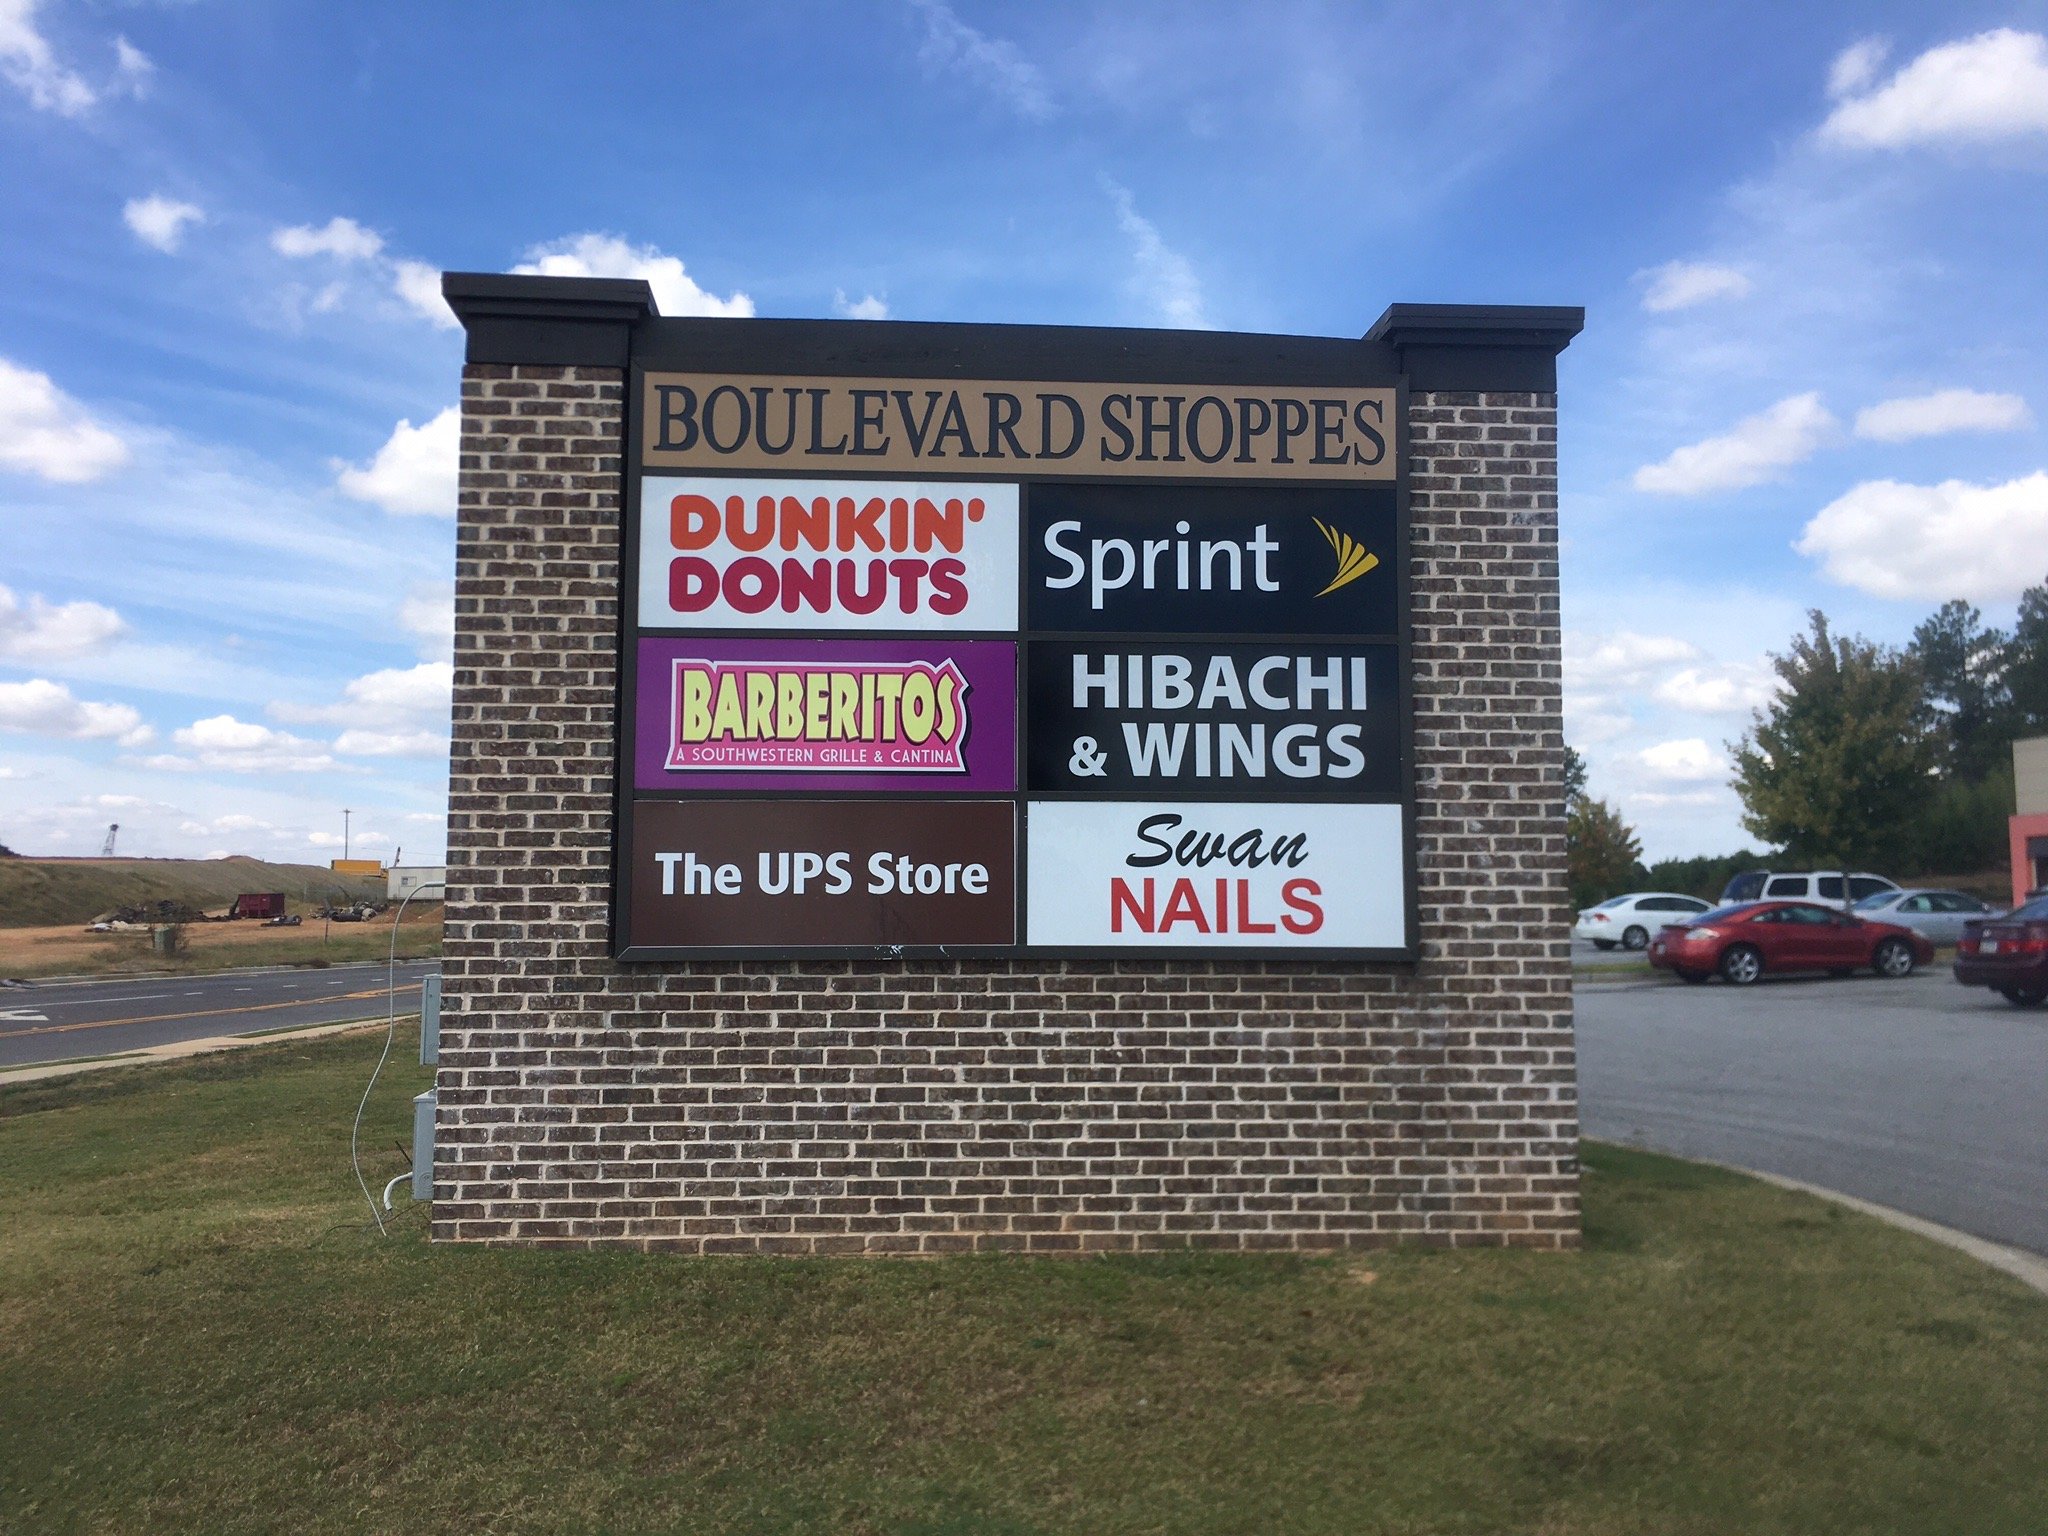 BOULEVARD SHOPPES
DUNKIN'
DONUTS
Sprint
BARBERITOS
A SOUTHWESTERN GRILLE & CANTINA
HIBACHI
& WINGS
The UPS Store
Swan
NAILS